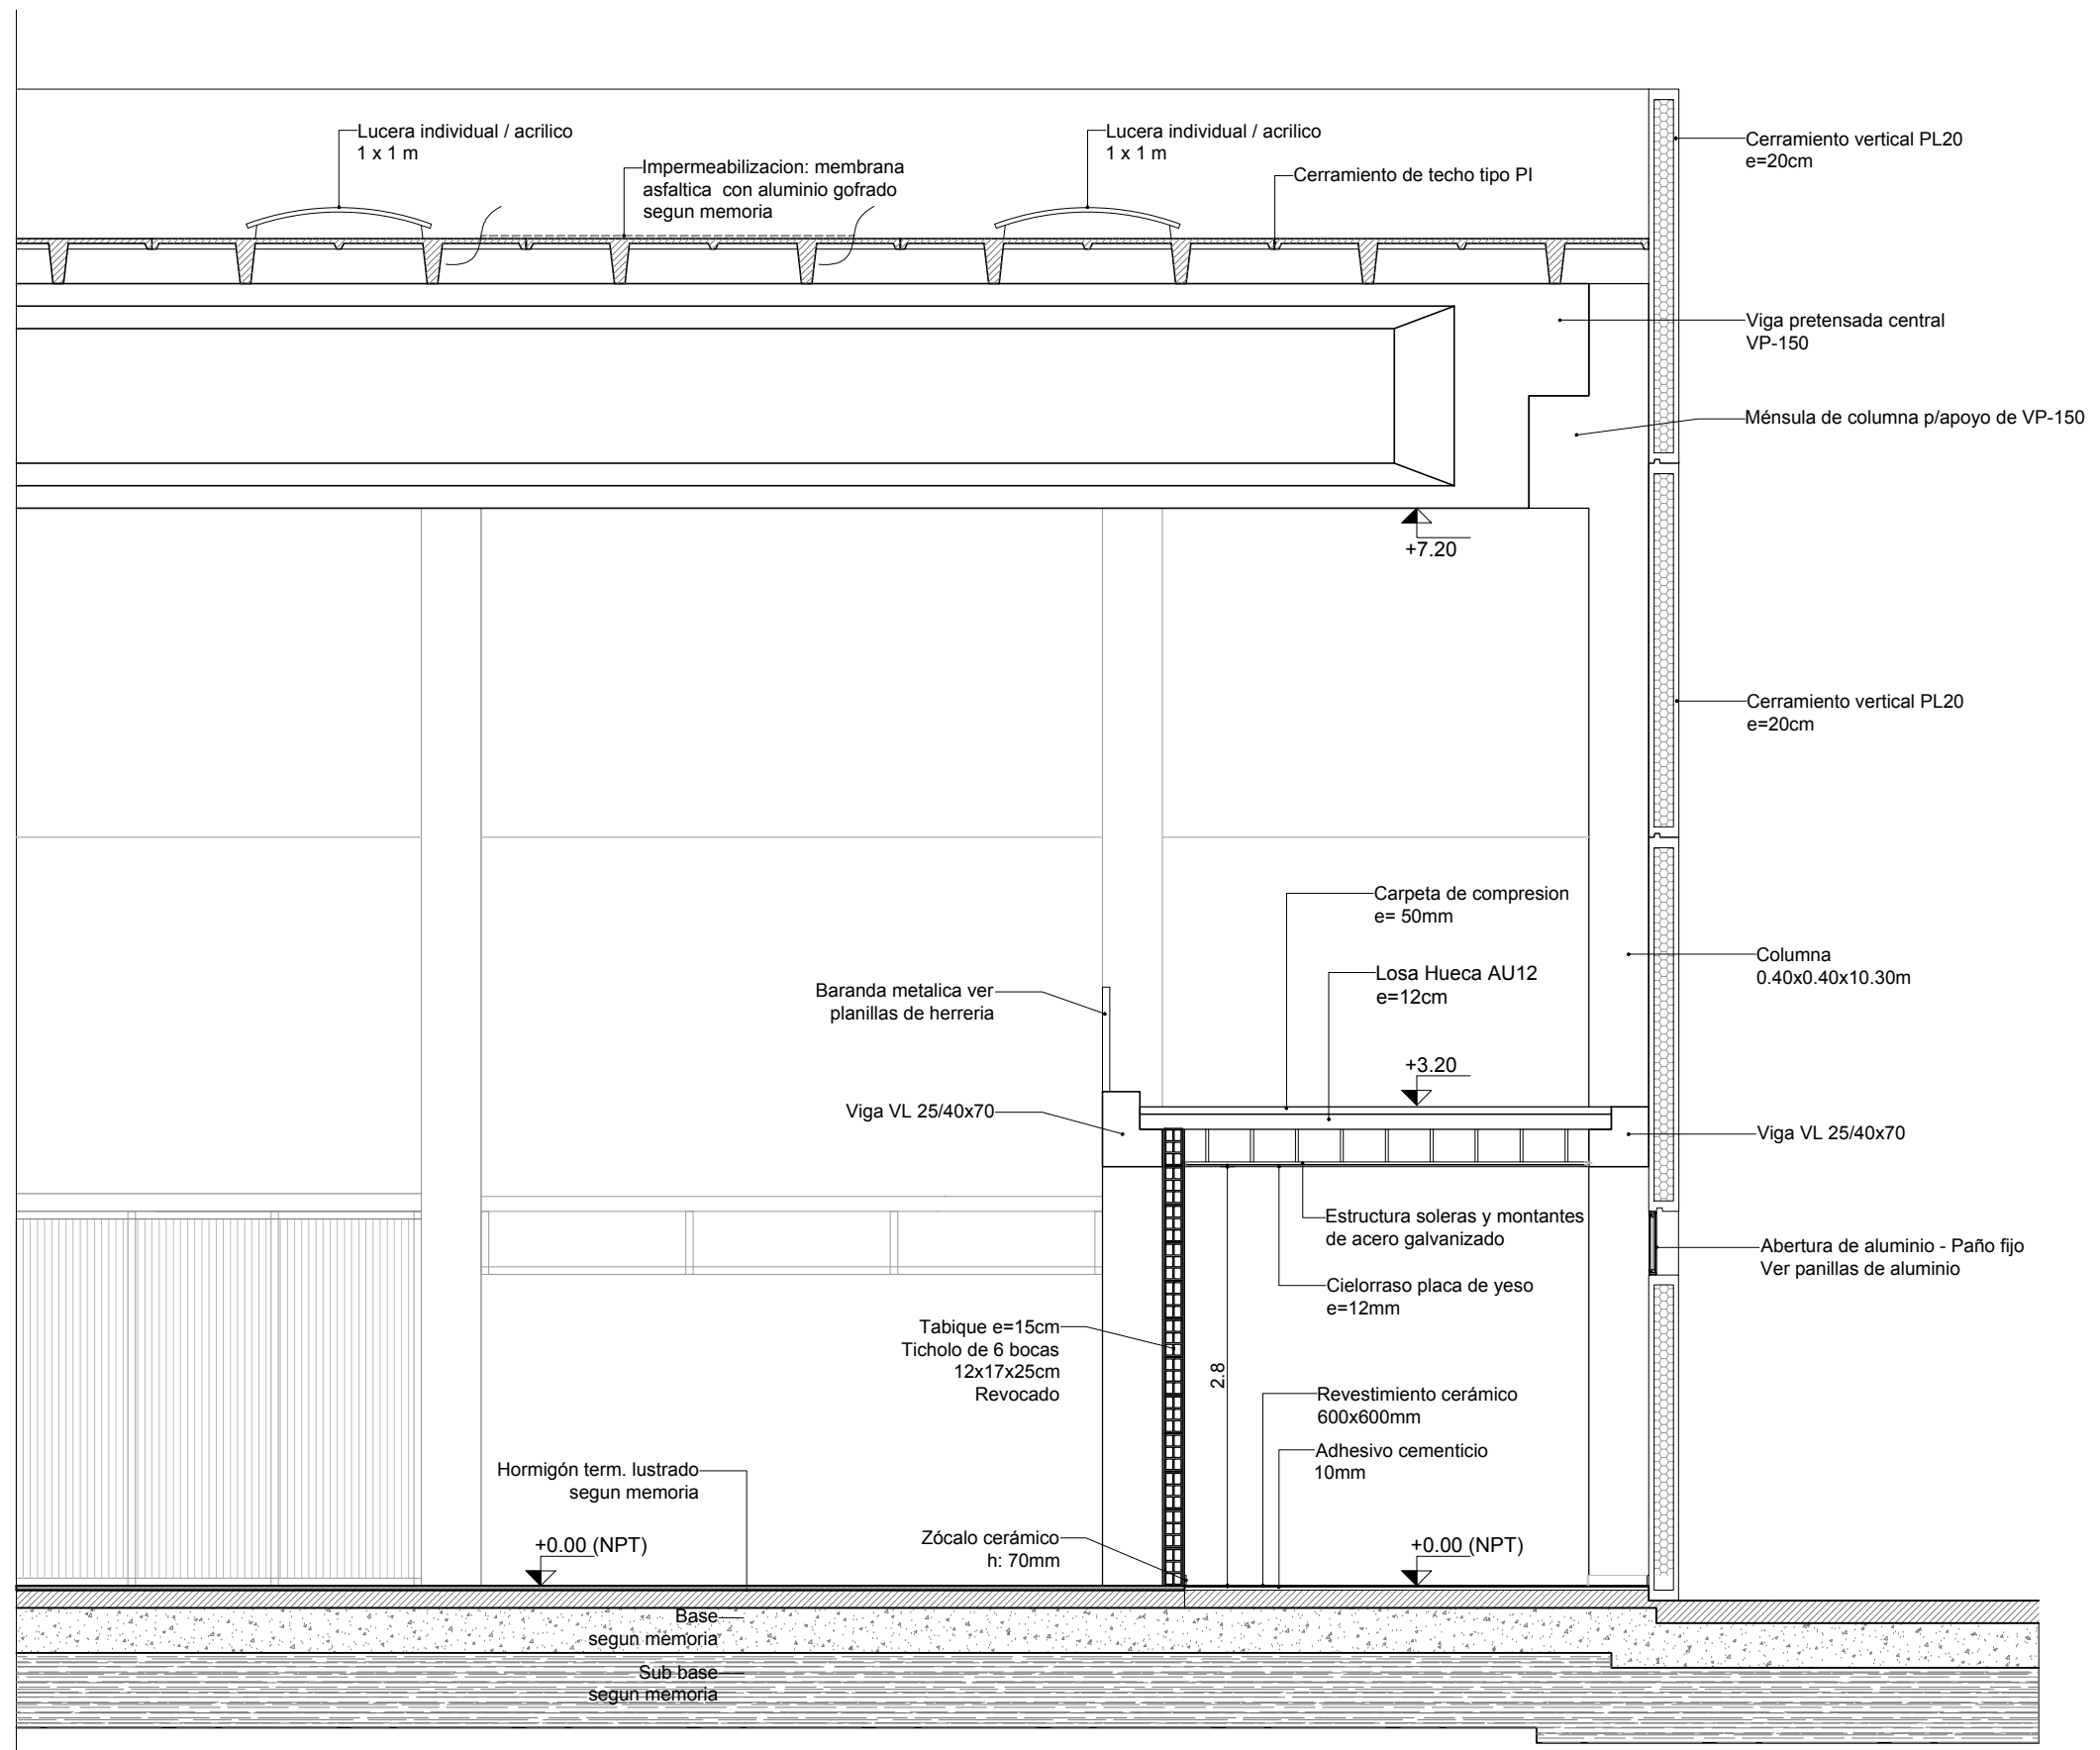 Lucera individual / acrilico
1 x 1 m
Impermeabilizacion: membrana
asfaltica con aluminio gofrado
segun memoria
Lucera individual / acrilico
1 x 1 m
Cerramiento de techo tipo PI
Cerramiento vertical PL20
e=20cm
Viga pretensada central
VP-150
Ménsula de columna p/apoyo de VP-150
+7.20
Cerramiento vertical PL20
e=20cm
Carpeta de compresion
e= 50mm
Losa Hueca AU12
e=12cm
Columna
0.40x0.40x10.30m
Baranda metalica ver
planillas de herreria
+3.20
Viga VL 25/40x70
Viga VL 25/40x70
Estructura soleras y montantes
de acero galvanizado
Abertura de aluminio - Paño fijo
Ver panillas de aluminio
Cielorraso placa de yeso
e=12mm
Tabique e=15cm
Ticholo de 6 bocas
12x17x25cm
Revocado
2.8
Revestimiento cerámico
600x600mm
Adhesivo cementicio
10mm
Hormigón term. lustrado
segun memoria
Zócalo cerámico
h: 70mm
+0.00 (NPT)
+0.00 (NPT)
Base
segun memoria
Sub base
segun memoria